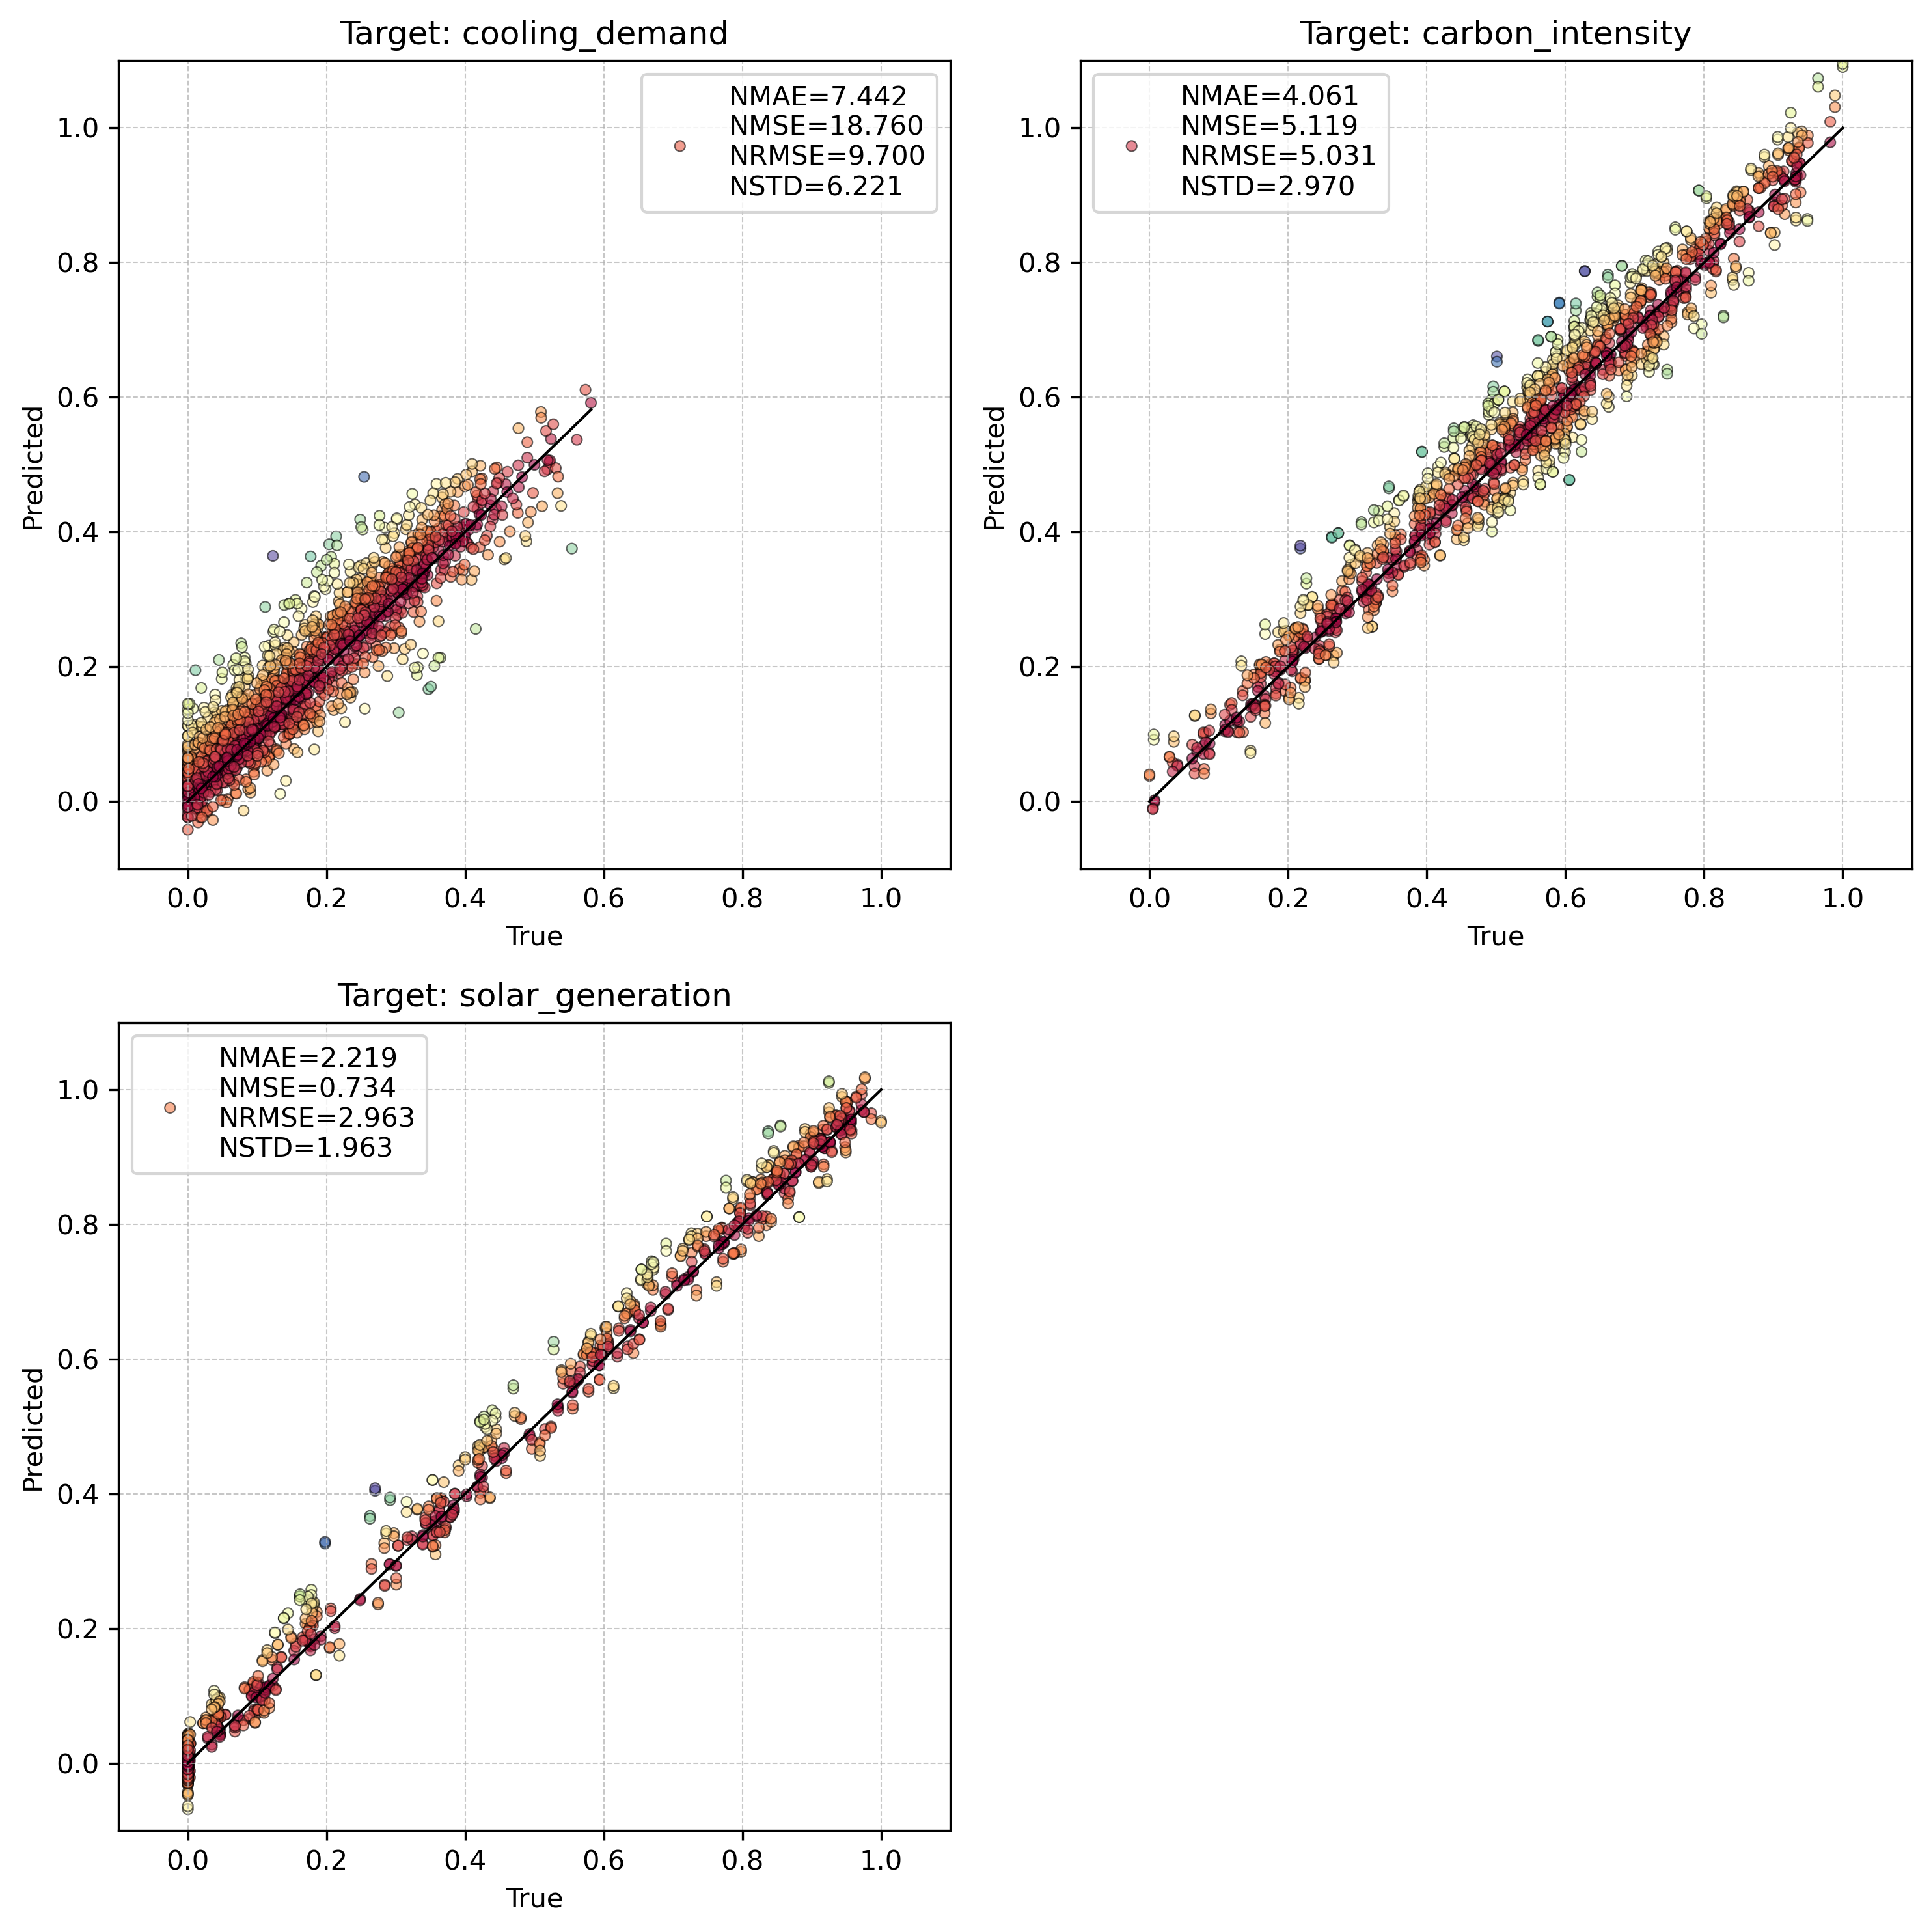 Target: cooling_demand
NMAE=7.442
NMSE=18.760
NRMSE=9.700
NSTD=6.221
1.0
0.8
0.6
0.4
0.2
0.0
Predicted
0.0 0.2 0.4 0.6 0.8 1.0
True
Target: carbon_intensity
NMAE=4.061
NMSE=5.119
NRMSE=5.031
NSTD=2.970
1.0
0.8
0.6
0.4
0.2
0.0
Predicted
0.0 0.2 0.4 0.6 0.8 1.0
True
Target: solar_generation
NMAE=2.219
NMSE=0.734
NRMSE=2.963
NSTD=1.963
1.0
0.8
0.6
0.4
0.2
0.0
Predicted
0.0 0.2 0.4 0.6 0.8 1.0
True